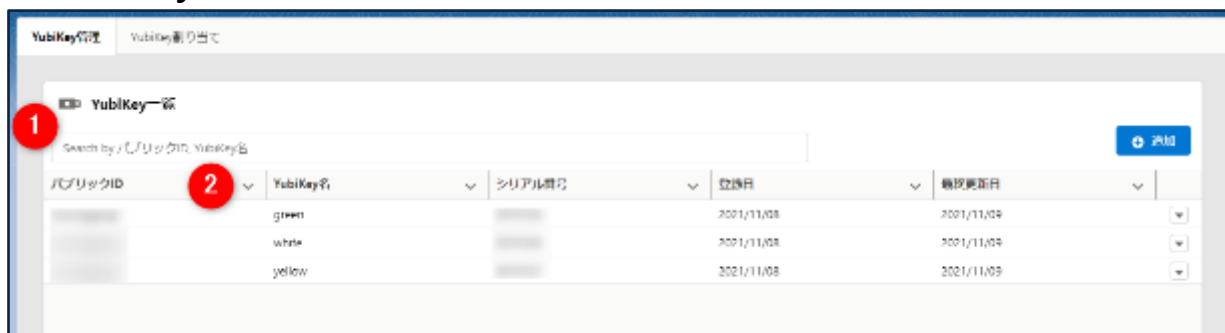 YubiKey管理 YubiKey割り当て
YubiKey一覧
1
Search by パブリックID, YubiKey名 追加
パブリックID 2 YubiKey名 シリアル番号 登録日 最終更新日
green 2021/11/08 2021/11/09
white 2021/11/08 2021/11/09
yellow 2021/11/08 2021/11/09